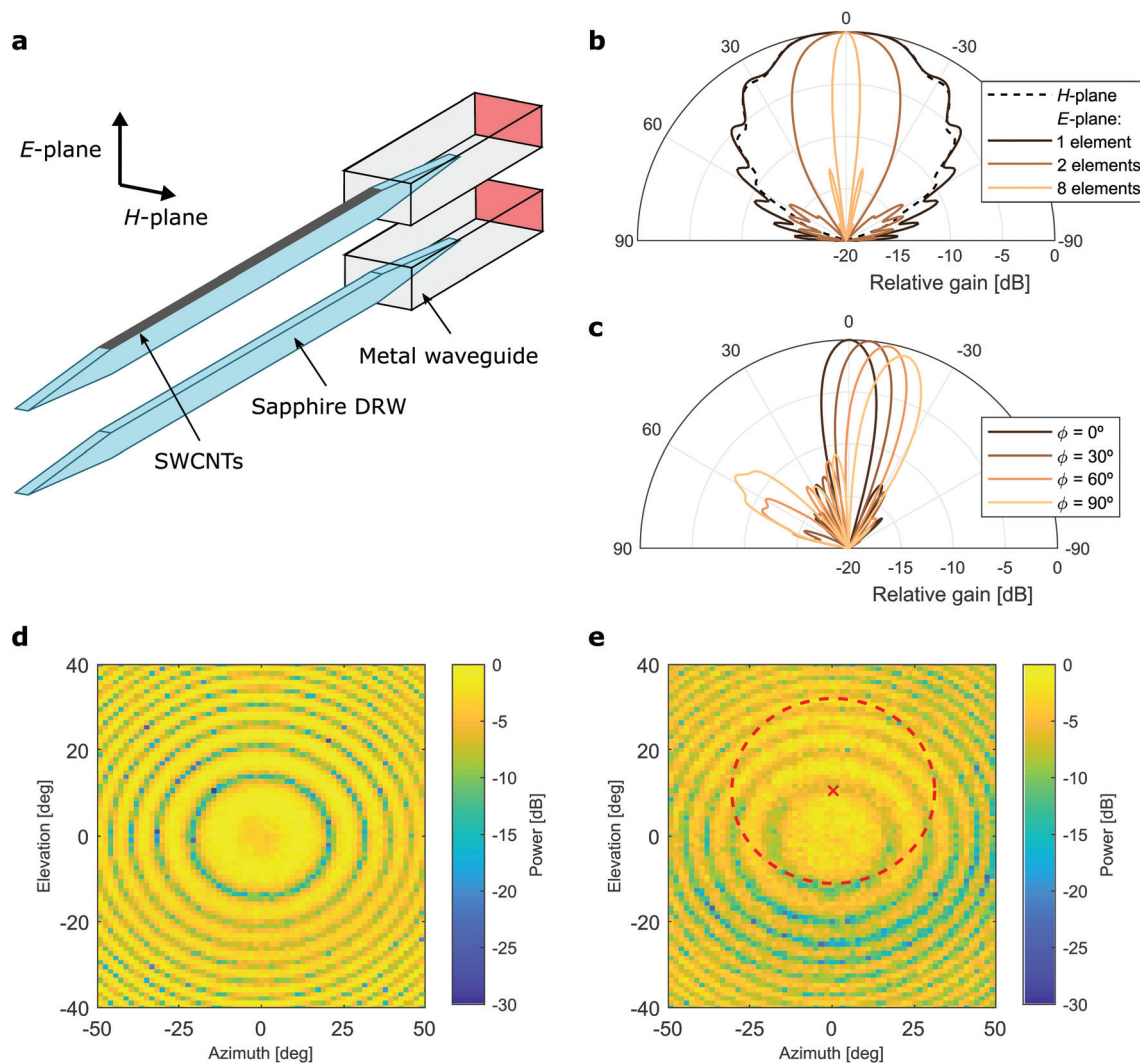 a
E-plane
H-plane
Metal waveguide
Sapphire DRW
SWCNTs
b
0
30
-30
60
90
-90
-20
-15
-10
-5
0
Relative gain [dB]
H-plane
E-plane:
1 element
2 elements
8 elements
c
0
30
-30
60
90
-90
-20
-15
-10
-5
0
Relative gain [dB]
ϕ = 0º
ϕ = 30º
ϕ = 60º
ϕ = 90º
d
40
20
0
-20
-40
Elevation [deg]
-50
-25
0
25
50
Azimuth [deg]
0
-5
-10
-15
-20
-25
-30
Power [dB]
e
40
20
0
-20
-40
Elevation [deg]
-50
-25
0
25
50
Azimuth [deg]
0
-5
-10
-15
-20
-25
-30
Power [dB]